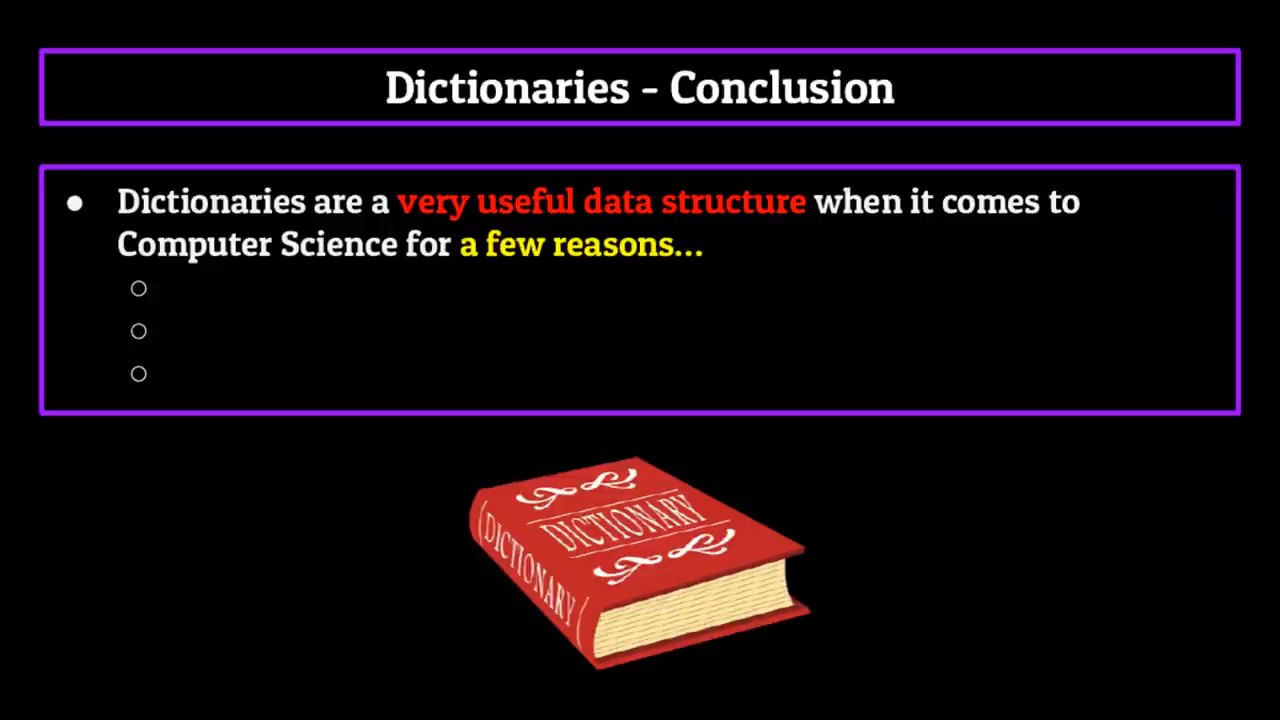 Dictionaries - Conclusion
● Dictionaries are a very useful data structure when it comes to
Computer Science for a few reasons...
○
○
○
DICTIONARY
DICTIONARY